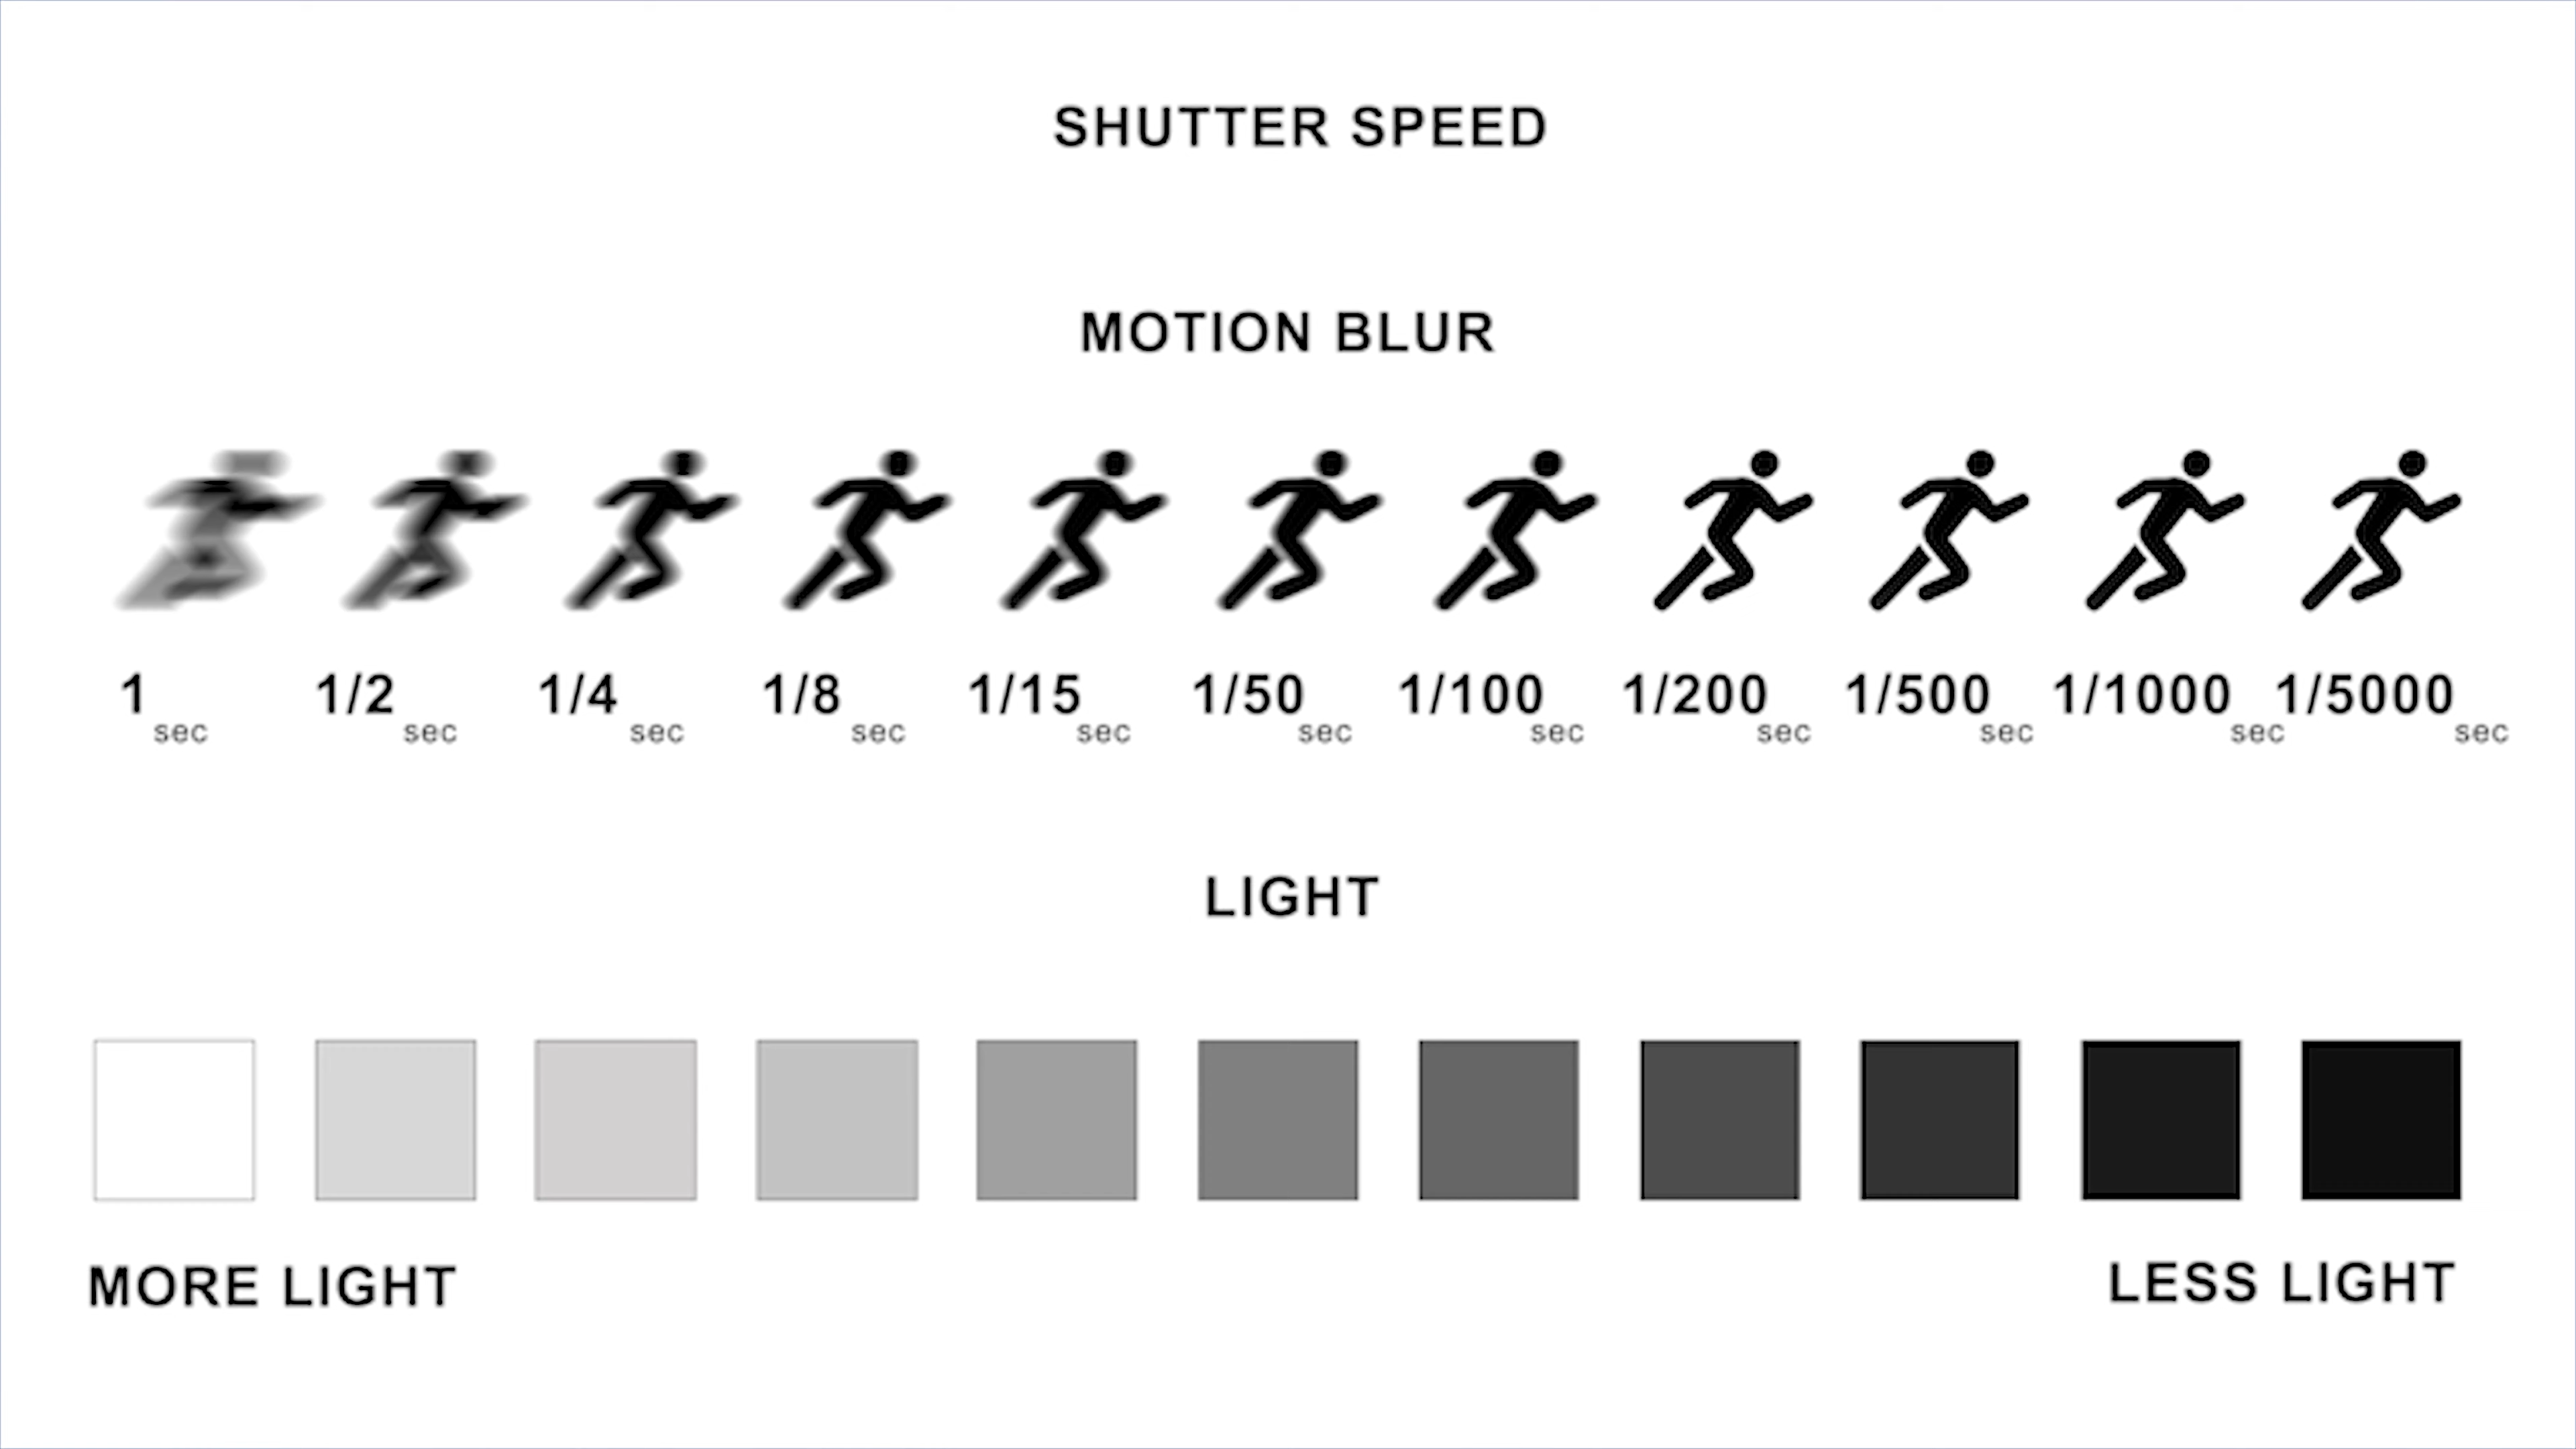 SHUTTER SPEED
MOTION BLUR
1 sec 1/2 sec 1/4 sec 1/8 sec 1/15 sec 1/50 sec 1/100 sec 1/200 sec 1/500 sec 1/1000 sec 1/5000 sec
LIGHT
MORE LIGHT LESS LIGHT